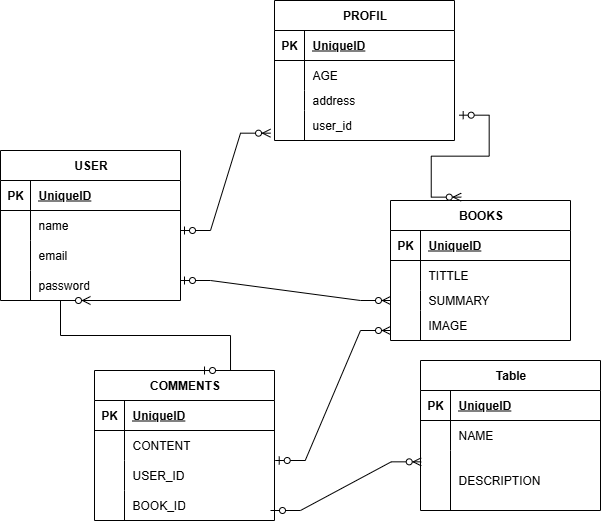 PROFIL
PK UniqueID
AGE
address
user_id
USER
PK UniqueID
name
email
password
BOOKS
PK UniqueID
TITTLE
SUMMARY
IMAGE
COMMENTS
PK UniqueID
CONTENT
USER_ID
BOOK_ID
Table
PK UniqueID
NAME
DESCRIPTION